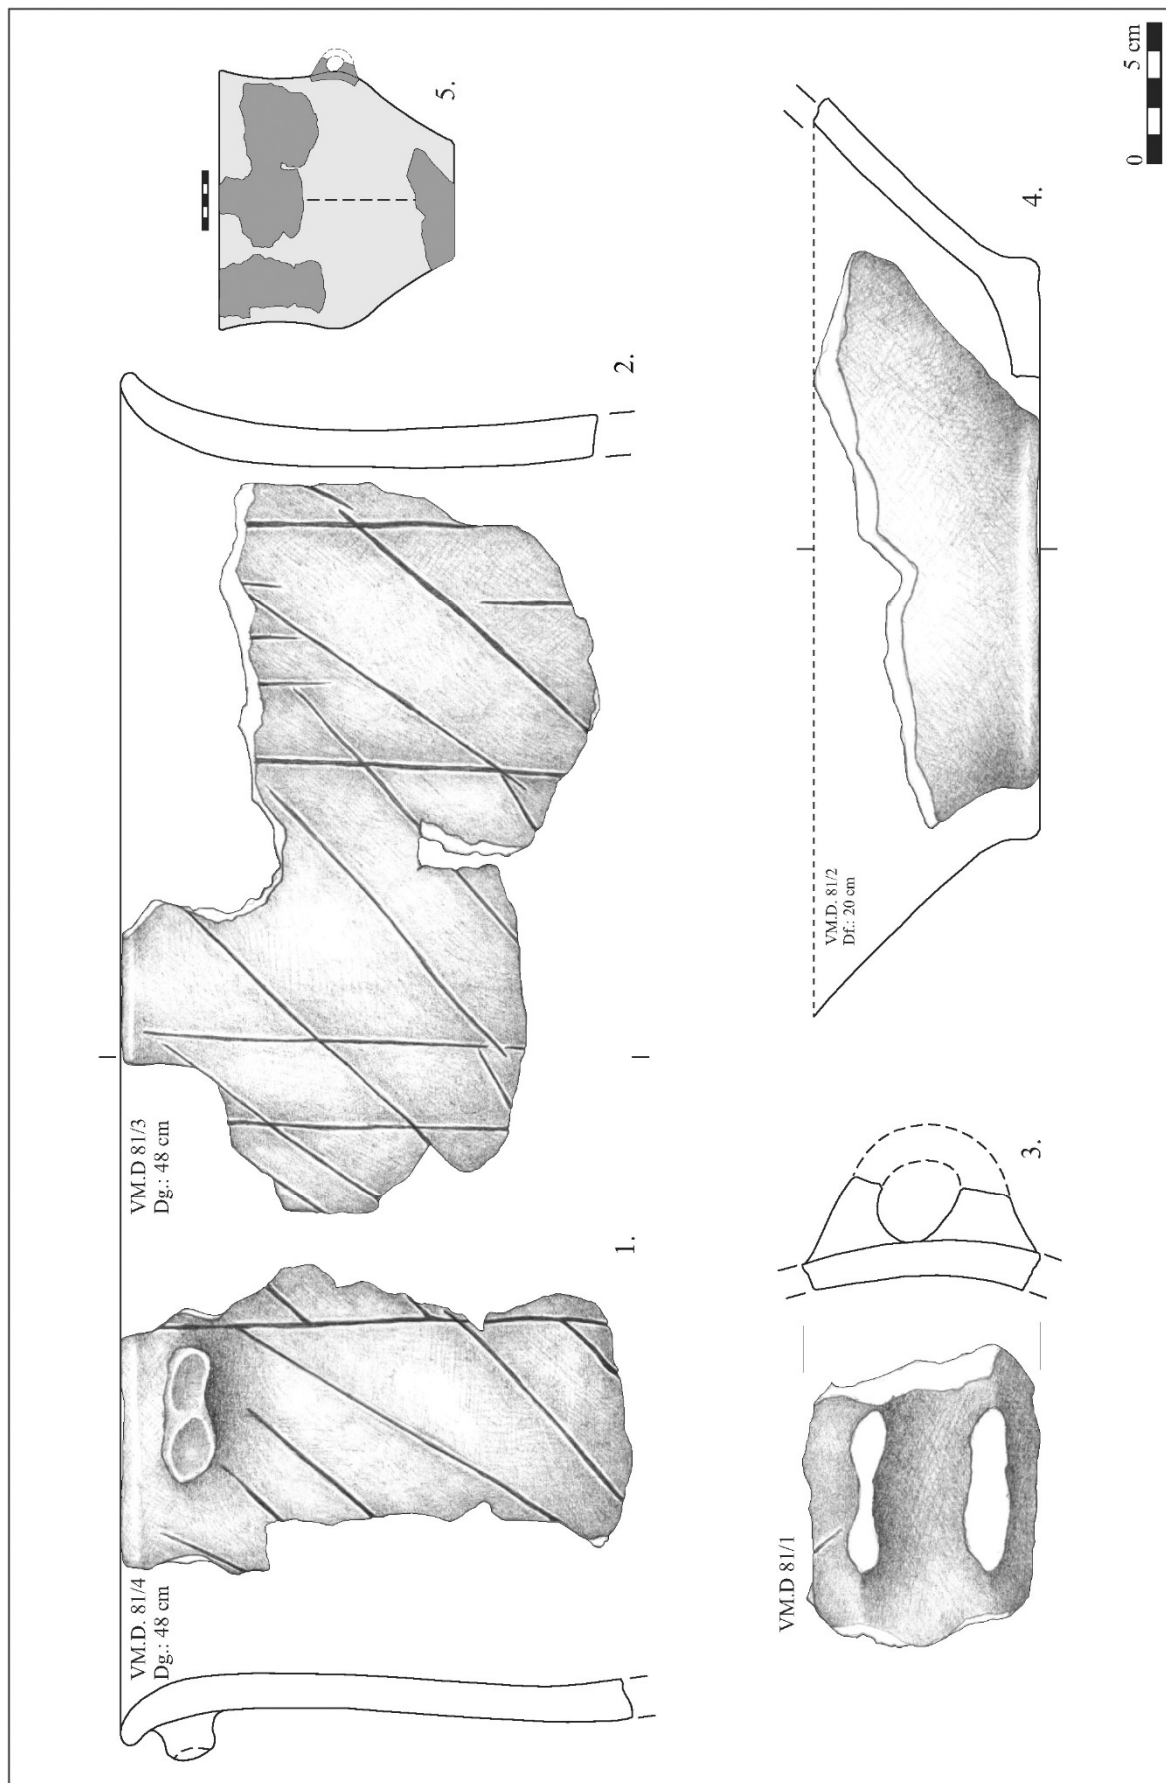 VM.D. 81/4
Dg.: 48 cm
1.
VM.D 81/3
Dg.: 48 cm
2.
5.
VM.D 81/1
3.
VM.D. 81/2
Df.: 20 cm
4.
0 5 cm